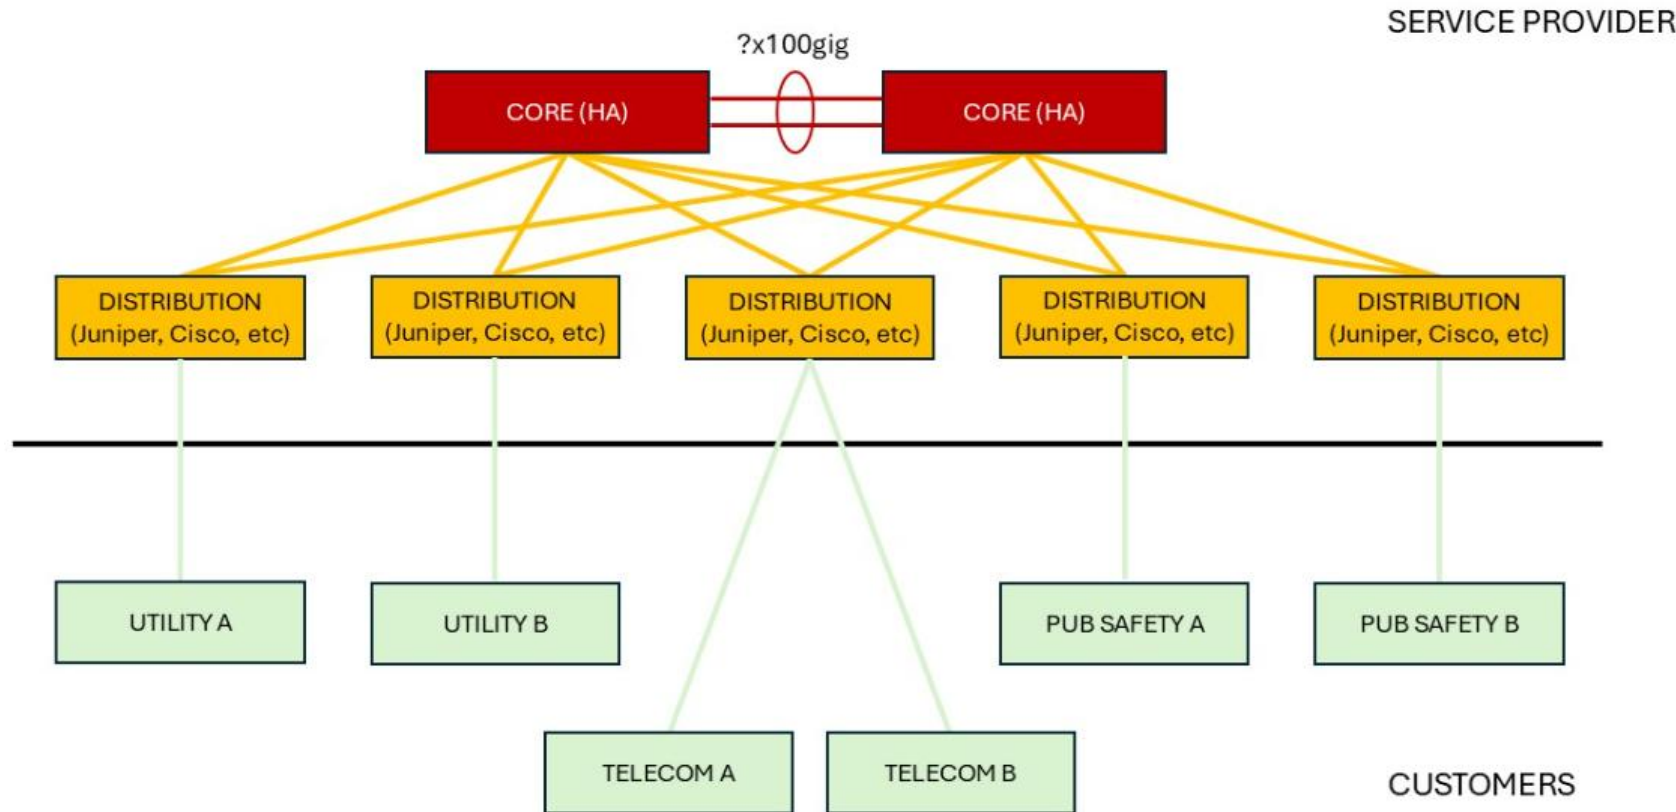 SERVICE PROVIDER
?x100gig
CORE (HA)
CORE (HA)
DISTRIBUTION
(Juniper, Cisco, etc)
DISTRIBUTION
(Juniper, Cisco, etc)
DISTRIBUTION
(Juniper, Cisco, etc)
DISTRIBUTION
(Juniper, Cisco, etc)
DISTRIBUTION
(Juniper, Cisco, etc)
UTILITY A
UTILITY B
PUB SAFETY A
PUB SAFETY B
TELECOM A
TELECOM B
CUSTOMERS